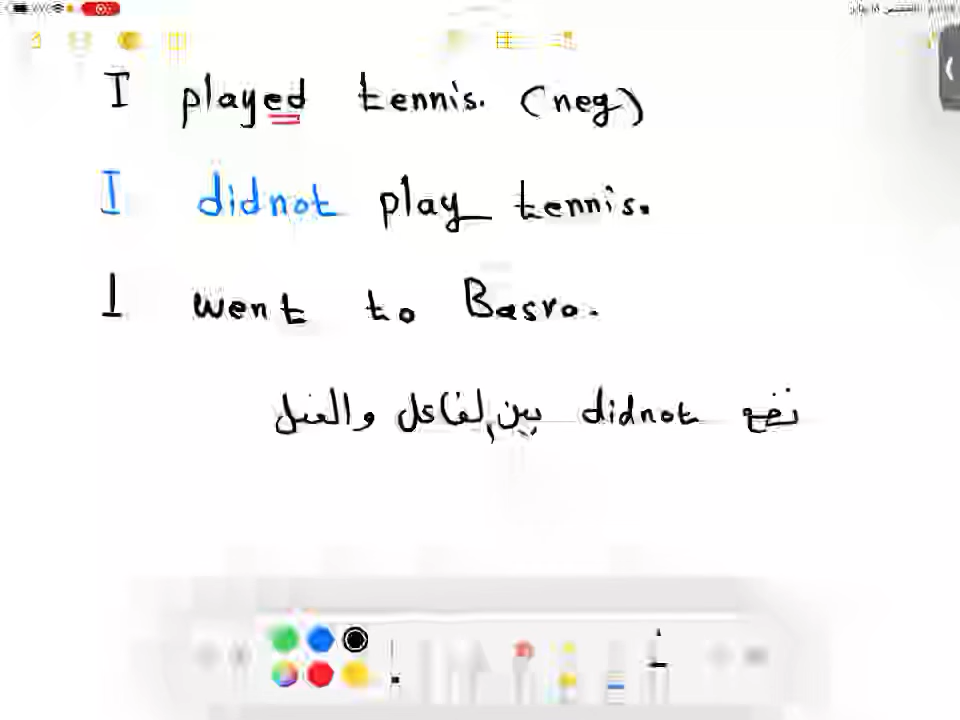 I played tennis. (neg)
I didnot play tennis.
I went to Basra.
نضع didnot بين الفاعل والفعل